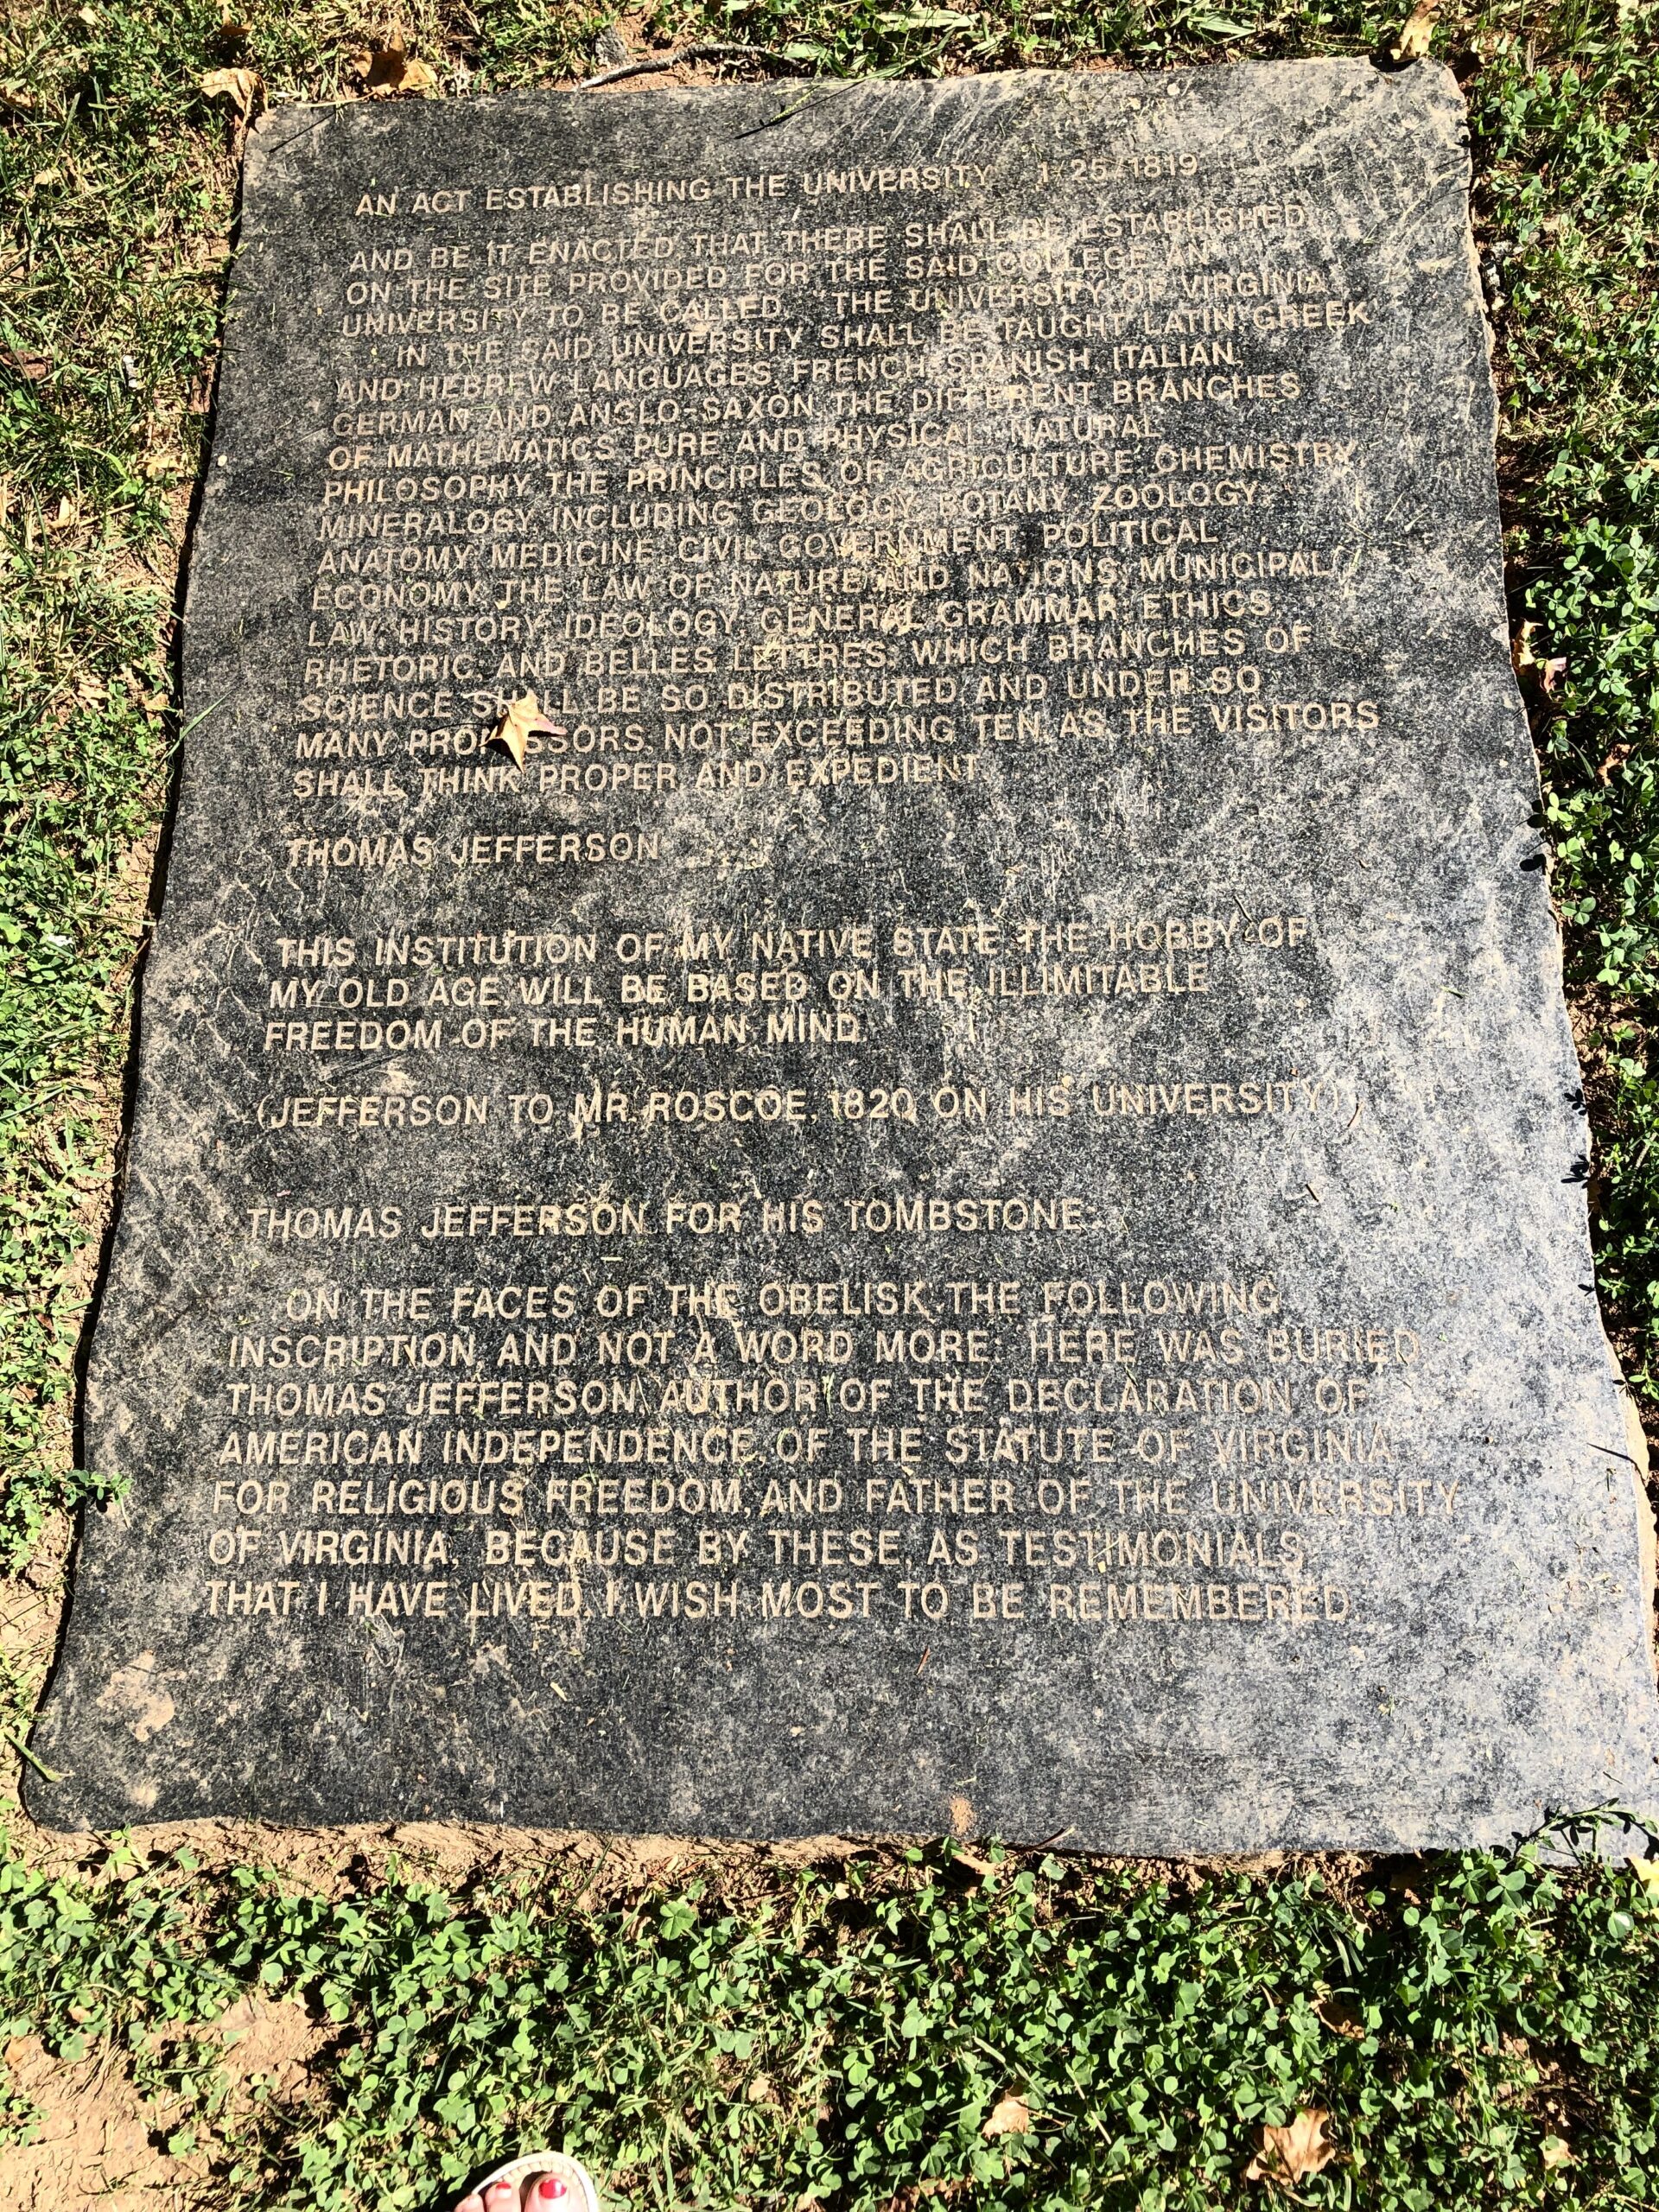 AN ACT ESTABLISHING THE UNIVERSITY 1/25/1819
AND BE IT ENACTED THAT THERE SHALL BE ESTABLISHED
ON THE SITE PROVIDED FOR THE SAID COLLEGE AN
UNIVERSITY TO BE CALLED, "THE UNIVERSITY OF VIRGINIA,
IN THE SAID UNIVERSITY SHALL BE TAUGHT LATIN, GREEK
AND HEBREW LANGUAGES, FRENCH, SPANISH, ITALIAN,
GERMAN AND ANGLO-SAXON, THE DIFFERENT BRANCHES
OF MATHEMATICS PURE AND PHYSICAL, NATURAL
PHILOSOPHY, THE PRINCIPLES OF AGRICULTURE, CHEMISTRY,
MINERALOGY, INCLUDING GEOLOGY, BOTANY, ZOOLOGY,
ANATOMY, MEDICINE, CIVIL GOVERNMENT, POLITICAL
ECONOMY, THE LAW OF NATURE AND NATIONS, MUNICIPAL
LAW, HISTORY, IDEOLOGY, GENERAL GRAMMAR, ETHICS,
RHETORIC, AND BELLES LETTRES, WHICH BRANCHES OF
SCIENCE SHALL BE SO DISTRIBUTED AND UNDER SO
MANY PROFESSORS, NOT EXCEEDING TEN, AS THE VISITORS
SHALL THINK PROPER AND EXPEDIENT.
THOMAS JEFFERSON
THIS INSTITUTION OF MY NATIVE STATE THE HOBBY OF
MY OLD AGE, WILL BE BASED ON THE ILLIMITABLE
FREEDOM OF THE HUMAN MIND.
(JEFFERSON TO MR. ROSCOE, 1820, ON HIS UNIVERSITY)
THOMAS JEFFERSON FOR HIS TOMBSTONE:
ON THE FACES OF THE OBELISK, THE FOLLOWING
INSCRIPTION, AND NOT A WORD MORE: HERE WAS BURIED
THOMAS JEFFERSON, AUTHOR OF THE DECLARATION OF
AMERICAN INDEPENDENCE, OF THE STATUTE OF VIRGINIA
FOR RELIGIOUS FREEDOM, AND FATHER OF THE UNIVERSITY
OF VIRGINIA, BECAUSE BY THESE, AS TESTIMONIALS
THAT I HAVE LIVED, I WISH MOST TO BE REMEMBERED.